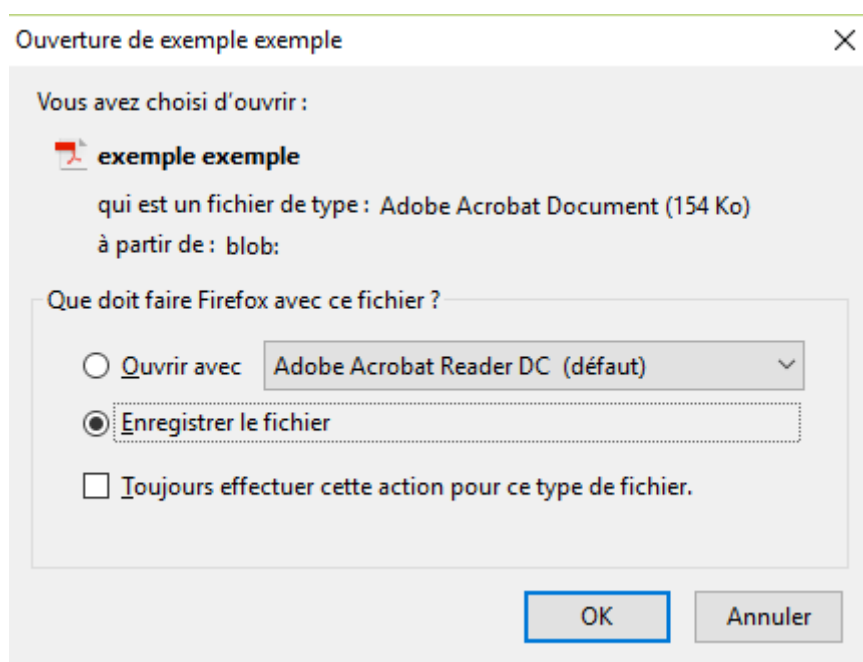 Ouverture de exemple exemple
Vous avez choisi d'ouvrir :
exemple exemple
qui est un fichier de type : Adobe Acrobat Document (154 Ko)
à partir de : blob:
Que doit faire Firefox avec ce fichier ?
Ouvrir avec Adobe Acrobat Reader DC (défaut)
Enregistrer le fichier
Toujours effectuer cette action pour ce type de fichier.
OK Annuler